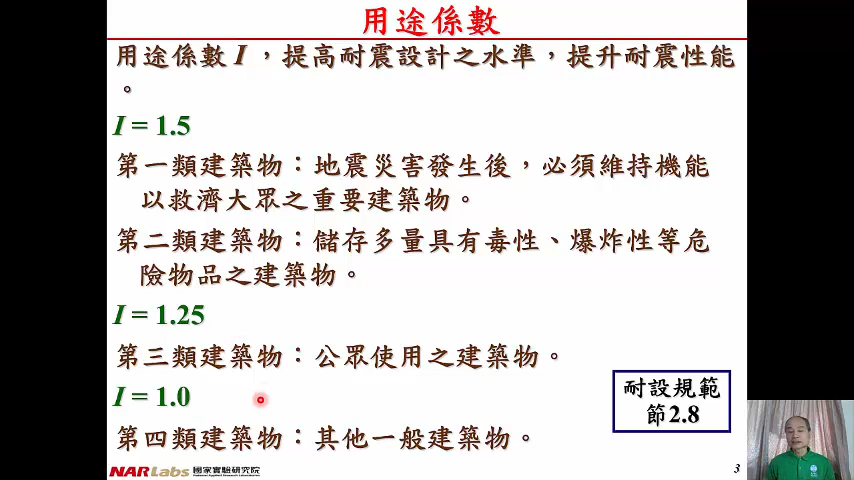 用途係數
用途係數 I ，提高耐震設計之水準，提升耐震性能
。
I = 1.5
第一類建築物：地震災害發生後，必須維持機能
以救濟大眾之重要建築物。
第二類建築物：儲存多量具有毒性、爆炸性等危
險物品之建築物。
I = 1.25
第三類建築物：公眾使用之建築物。
I = 1.0
第四類建築物：其他一般建築物。
耐設規範
節2.8
NARLabs 國家實驗研究院
3